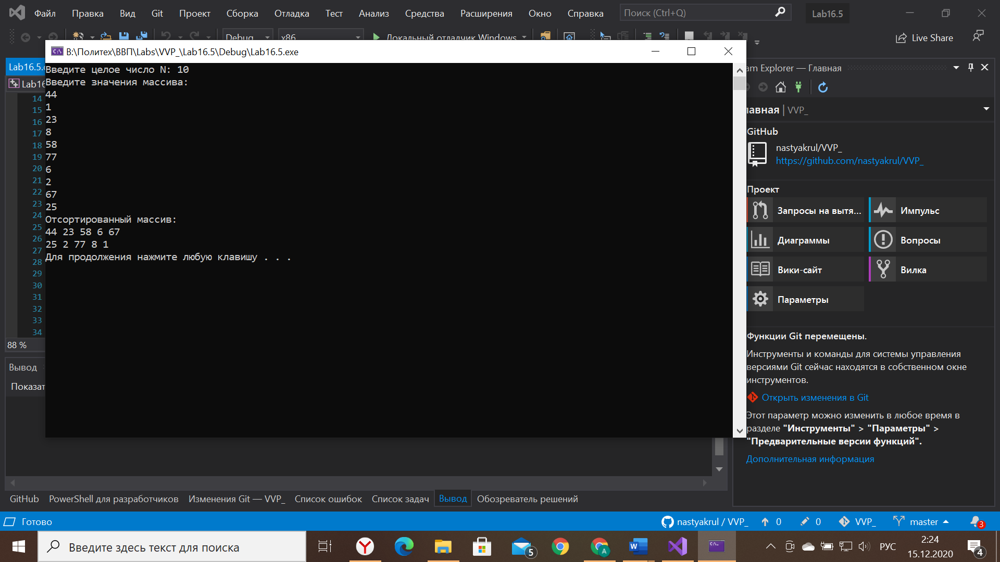 Файл Правка Вид Git Проект Сборка Отладка Тест Анализ Средства Расширения Окно Справка Поиск (Ctrl+Q) Lab16.5
Debug x86 Локальный отладчик Windows Live Share
B:\Политех\ВВП\Labs\VVP_\Lab16.5\Debug\Lab16.5.exe
Введите целое число N: 10
Введите значения массива:
44
1
23
8
58
77
6
2
67
25
Отсортированный массив:
44 23 58 6 67
25 2 77 8 1
Для продолжения нажмите любую клавишу . . .
Lab16.5.
Lab16
14
15
16
17
18
19
20
21
22
23
24
25
26
27
28
29
30
31
32
33
34
88 %
Вывод
Показат
am Explorer — Главная
лавная | VVP_
GitHub
nastyakrul/VVP_
https://github.com/nastyakrul/VVP_
Проект
Запросы на вытя... Импульс
Диаграммы Вопросы
Вики-сайт Вилка
Параметры
Функции Git перемещены.
Инструменты и команды для системы управления
версиями Git сейчас находятся в собственном окне
инструментов.
Открыть изменения в Git
Этот параметр можно изменить в любое время в
разделе "Инструменты" > "Параметры" >
"Предварительные версии функций".
Дополнительная информация
GitHub PowerShell для разработчиков Изменения Git — VVP_ Список ошибок Список задач Вывод Обозреватель решений
Готово nastyakrul / VVP_ 0 0 VVP_ master 3
Введите здесь текст для поиска 5 РУС 2:24
15.12.2020 4